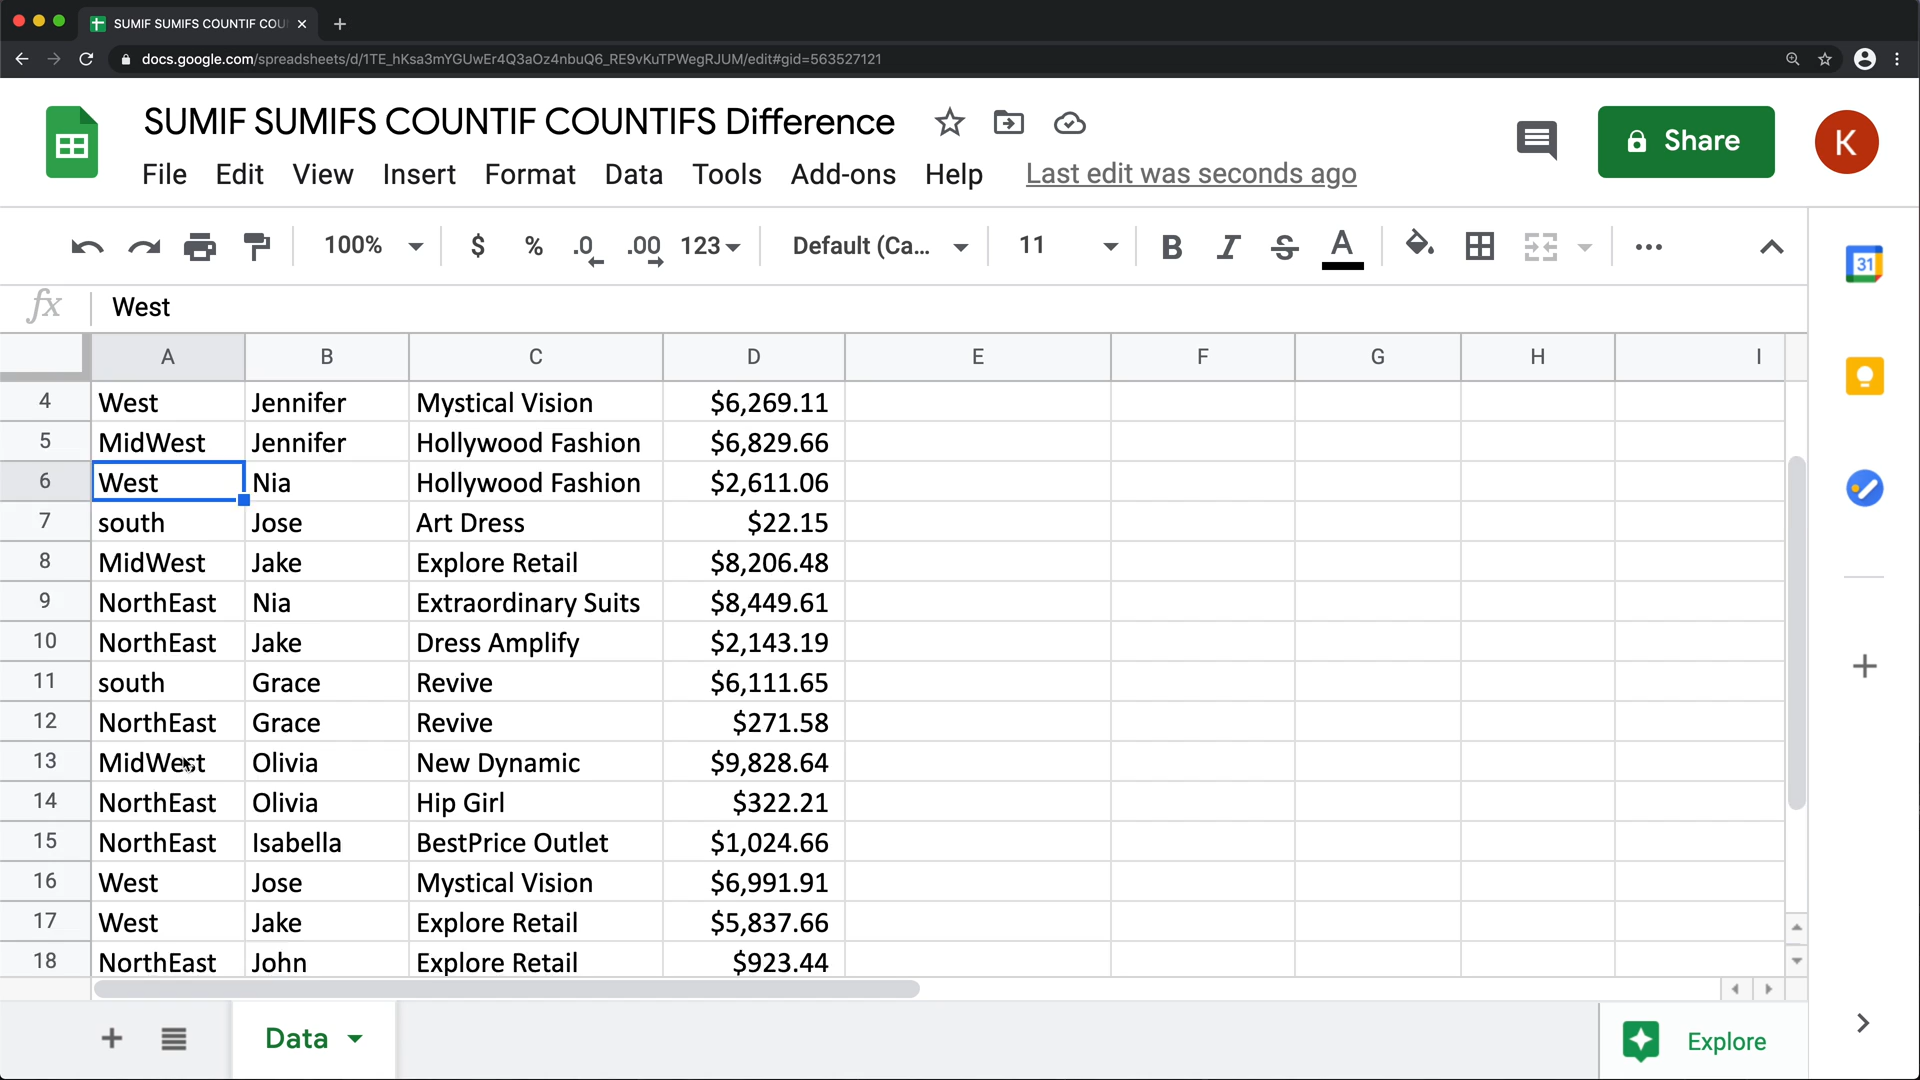 SUMIF SUMIFS COUNTIF COU
docs.google.com/spreadsheets/d/1TE_hKsa3mYGUwEr4Q3aOz4nbuQ6_RE9vKuTPWegRJUM/edit#gid=563527121
SUMIF SUMIFS COUNTIF COUNTIFS Difference
File Edit View Insert Format Data Tools Add-ons Help Last edit was seconds ago
Share
K
100% $ % .0 .00 123 Default (Ca... 11 B I S A
31
fx West
A B C D E F G H I
4 West Jennifer Mystical Vision $6,269.11
5 MidWest Jennifer Hollywood Fashion $6,829.66
6 West Nia Hollywood Fashion $2,611.06
7 south Jose Art Dress $22.15
8 MidWest Jake Explore Retail $8,206.48
9 NorthEast Nia Extraordinary Suits $8,449.61
10 NorthEast Jake Dress Amplify $2,143.19
11 south Grace Revive $6,111.65
12 NorthEast Grace Revive $271.58
13 MidWest Olivia New Dynamic $9,828.64
14 NorthEast Olivia Hip Girl $322.21
15 NorthEast Isabella BestPrice Outlet $1,024.66
16 West Jose Mystical Vision $6,991.91
17 West Jake Explore Retail $5,837.66
18 NorthEast John Explore Retail $923.44
Data
Explore